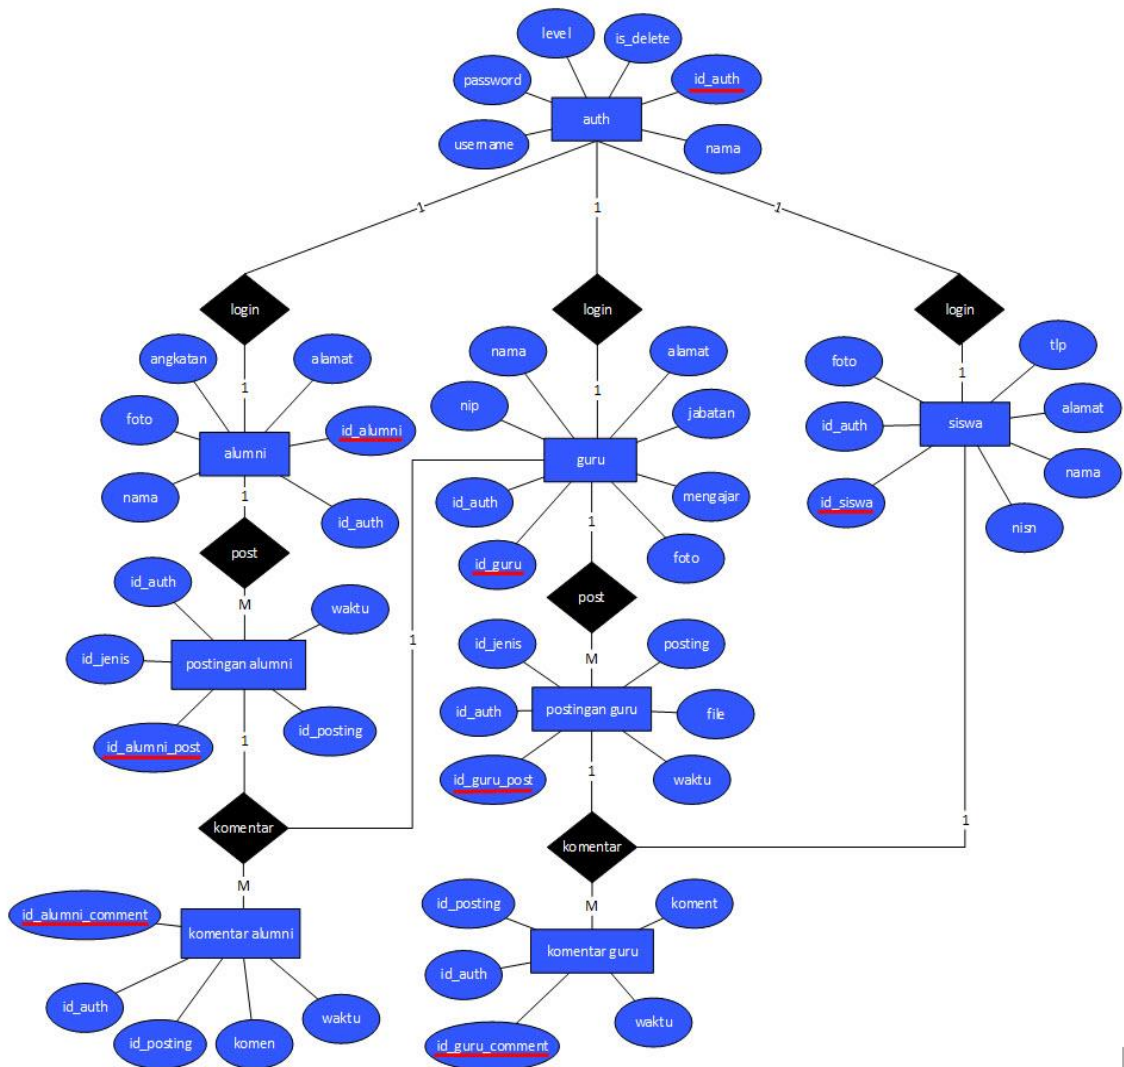 level
is_delete
password
id_auth
auth
username
nama
1
1
1
login
login
login
angkatan
alamat
foto
1
id_alumni
alumni
nama
id_auth
1
nama
alamat
nip
1
jabatan
guru
id_auth
mengajar
id_guru
foto
1
foto
tlp
1
id_auth
siswa
alamat
nama
id_siswa
nisn
post
M
id_auth
waktu
id_jenis
postingan alumni
id_alumni_post
id_posting
1
1
post
M
id_jenis
posting
id_auth
postingan guru
file
id_guru_post
waktu
1
1
komentar
M
id_alumni_comment
komentar alumni
id_auth
id_posting
komen
waktu
komentar
M
id_posting
koment
komentar guru
id_auth
waktu
id_guru_comment